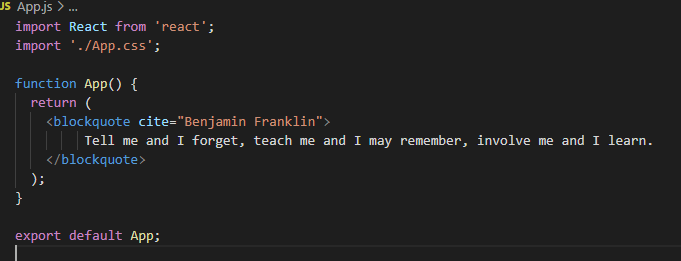 JS App.js > ...
import React from 'react';
import './App.css';
function App() {
return (
<blockquote cite="Benjamin Franklin">
Tell me and I forget, teach me and I may remember, involve me and I learn.
</blockquote>
);
}
export default App;